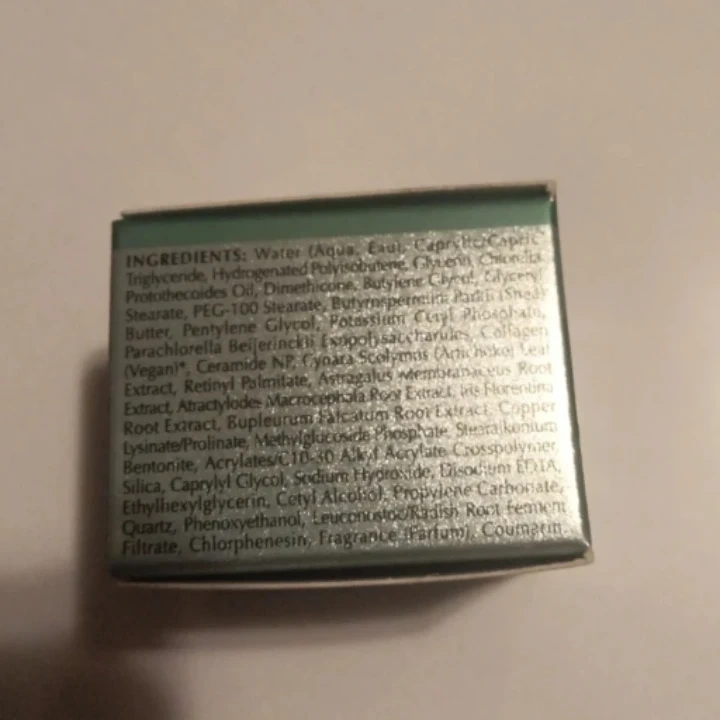 INGREDIENTS: Water (Aqua, Eau), Caprylic/Capric
Triglyceride, Hydrogenated Polyisobutene, Glycerin, Chlorella
Protothecoides Oil, Dimethicone, Butylene Glycol, Glyceryl
Stearate, PEG-100 Stearate, Butyrospermum Parkii (Shea)
Butter, Pentylene Glycol, Potassium Cetyl Phosphate,
Parachlorella Beijerinckii Exopolysaccharides, Collagen
(Vegan)*, Ceramide NP, Cynara Scolymus (Artichoke) Leaf
Extract, Retinyl Palmitate, Astragalus Membranaceus Root
Extract, Atractylodes Macrocephala Root Extract, Iris Florentina
Root Extract, Bupleurum Falcatum Root Extract, Copper
Lysinate/Prolinate, Methylglucoside Phosphate, Stearalkonium
Bentonite, Acrylates/C10-30 Alkyl Acrylate Crosspolymer,
Silica, Caprylyl Glycol, Sodium Hydroxide, Disodium EDTA,
Ethylhexylglycerin, Cetyl Alcohol, Propylene Carbonate,
Quartz, Phenoxyethanol, Leuconostoc/Radish Root Ferment
Filtrate, Chlorphenesin, Fragrance (Parfum), Coumarin.